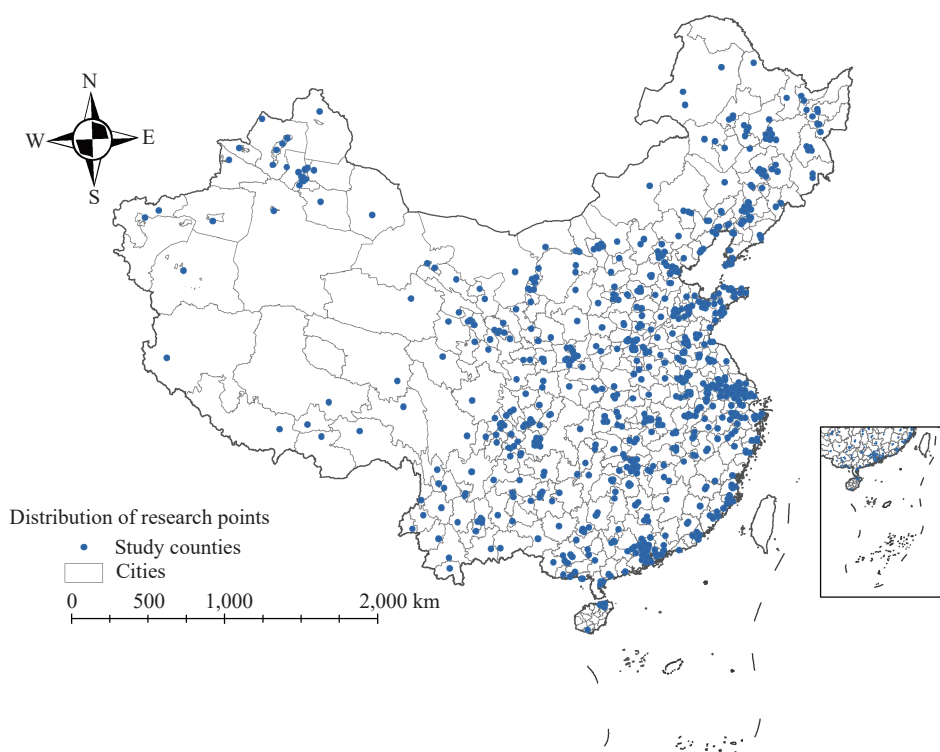 N
W E
S
Distribution of research points
Study counties
Cities
0 500 1,000 2,000 km